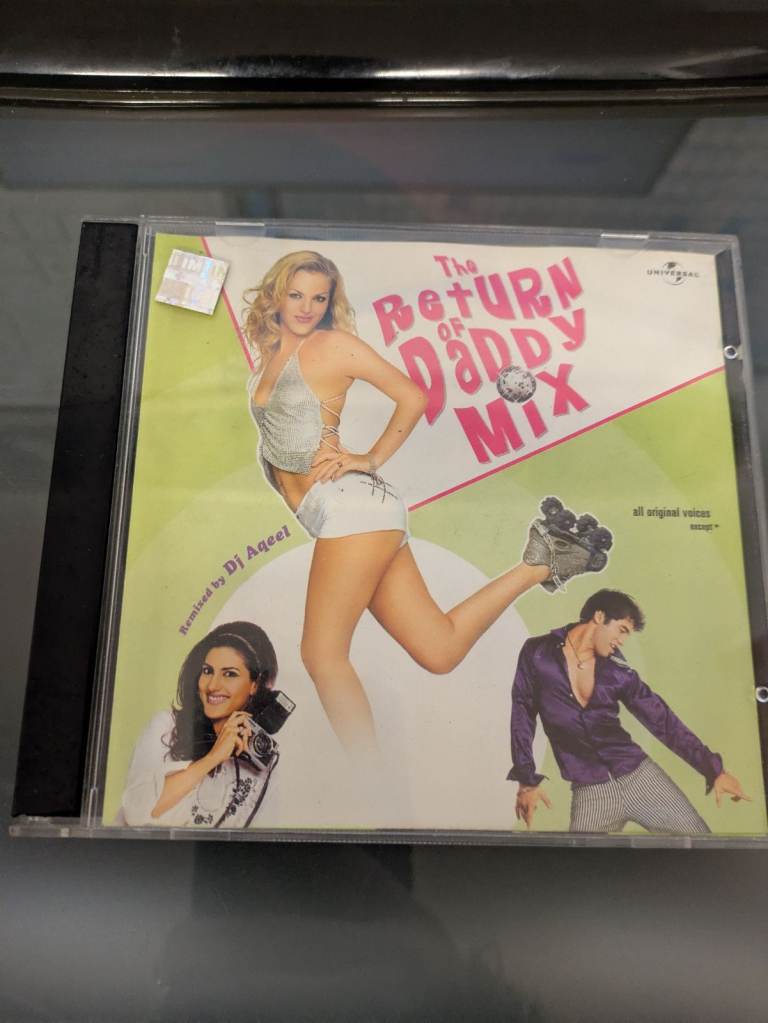 The
RetURN
OF
DaDDy
MiX
UNIVERSAL
all original voices
except *
Remixed by Dj Aqeel